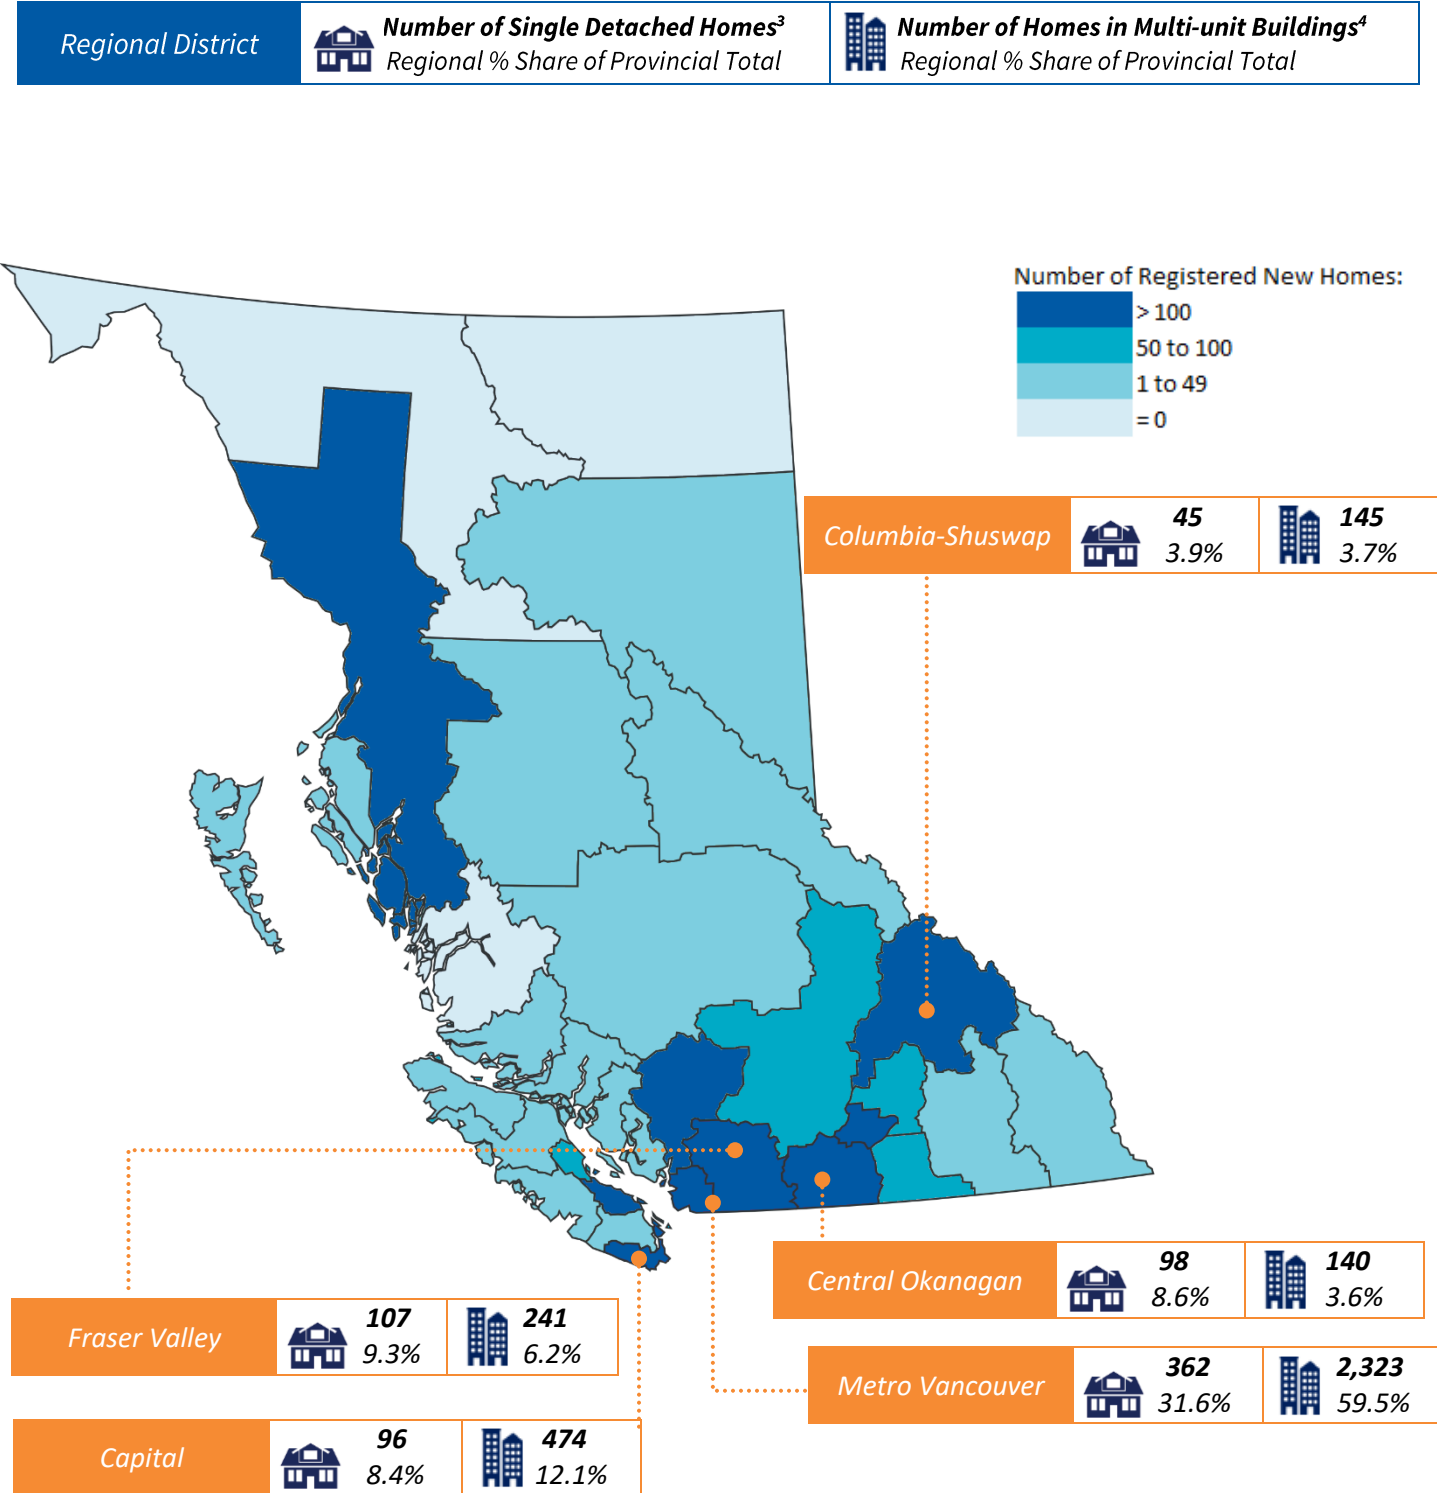 Regional District
Number of Single Detached Homes³
Regional % Share of Provincial Total
Number of Homes in Multi-unit Buildings⁴
Regional % Share of Provincial Total
Number of Registered New Homes:
> 100
50 to 100
1 to 49
= 0
Columbia-Shuswap
45
3.9%
145
3.7%
Central Okanagan
98
8.6%
140
3.6%
Fraser Valley
107
9.3%
241
6.2%
Metro Vancouver
362
31.6%
2,323
59.5%
Capital
96
8.4%
474
12.1%